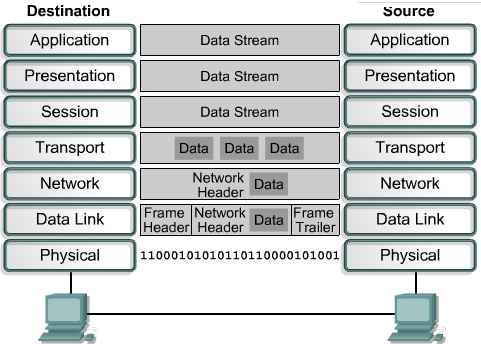 Destination
Source
Application
Data Stream
Application
Presentation
Data Stream
Presentation
Session
Data Stream
Session
Transport
Data Data Data
Transport
Network
Network
Header
Data
Network
Data Link
Frame
Header
Network
Header
Data
Frame
Trailer
Data Link
Physical
11000101010110110000101001
Physical